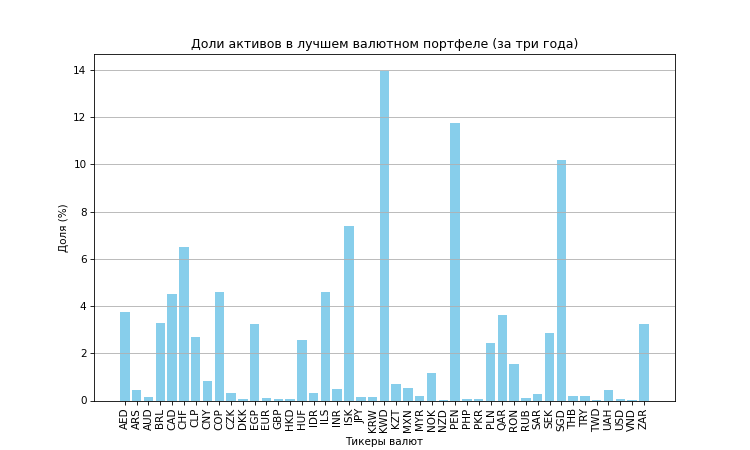 Доли активов в лучшем валютном портфеле (за три года)
Доля (%)
14
12
10
8
6
4
2
0
AED ARS AUD BRL CAD CHF CLP CNY COP CZK DKK EGP EUR GBP HKD HUF IDR ILS INR ISK JPY KRW KWD KZT MXN MYR NOK NZD PEN PHP PKR PLN QAR RON RUB SAR SEK SGD THB TRY TWD UAH USD VND ZAR
Тикеры валют